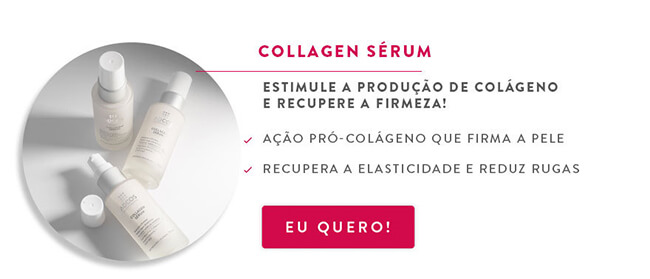 COLLAGEN SÉRUM
ESTIMULE A PRODUÇÃO DE COLÁGENO
E RECUPERE A FIRMEZA!
AÇÃO PRÓ-COLÁGENO QUE FIRMA A PELE
RECUPERA A ELASTICIDADE E REDUZ RUGAS
EU QUERO!